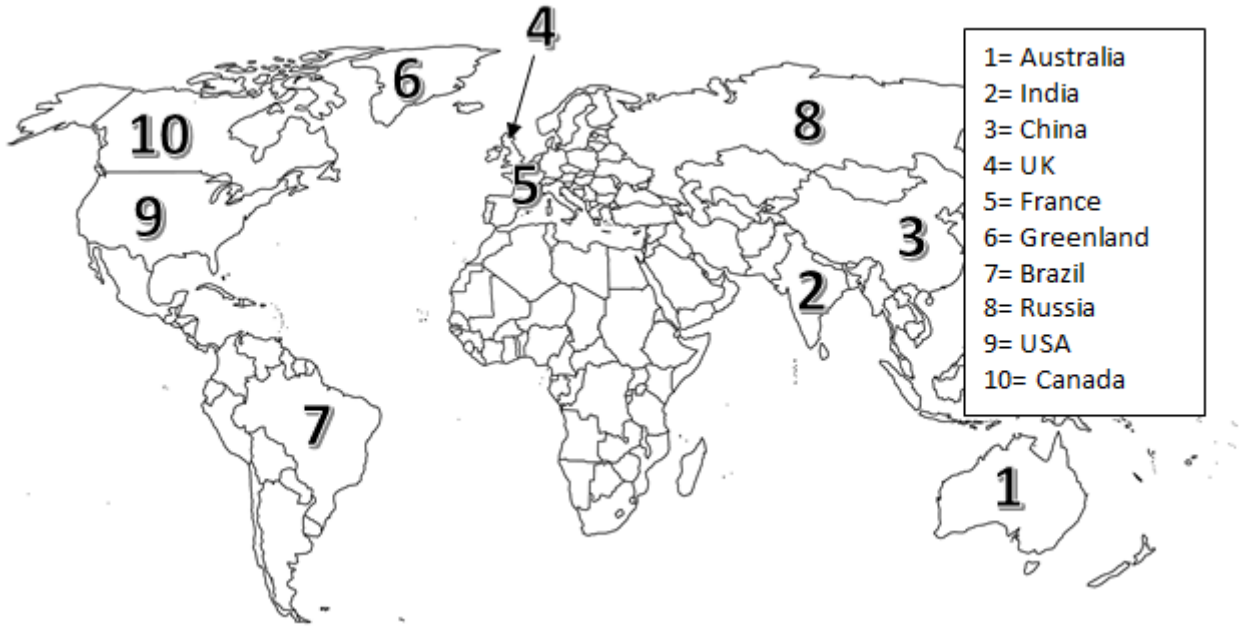 4
6
10
8
5
9
3
2
7
1
1= Australia
2= India
3= China
4= UK
5= France
6= Greenland
7= Brazil
8= Russia
9= USA
10= Canada